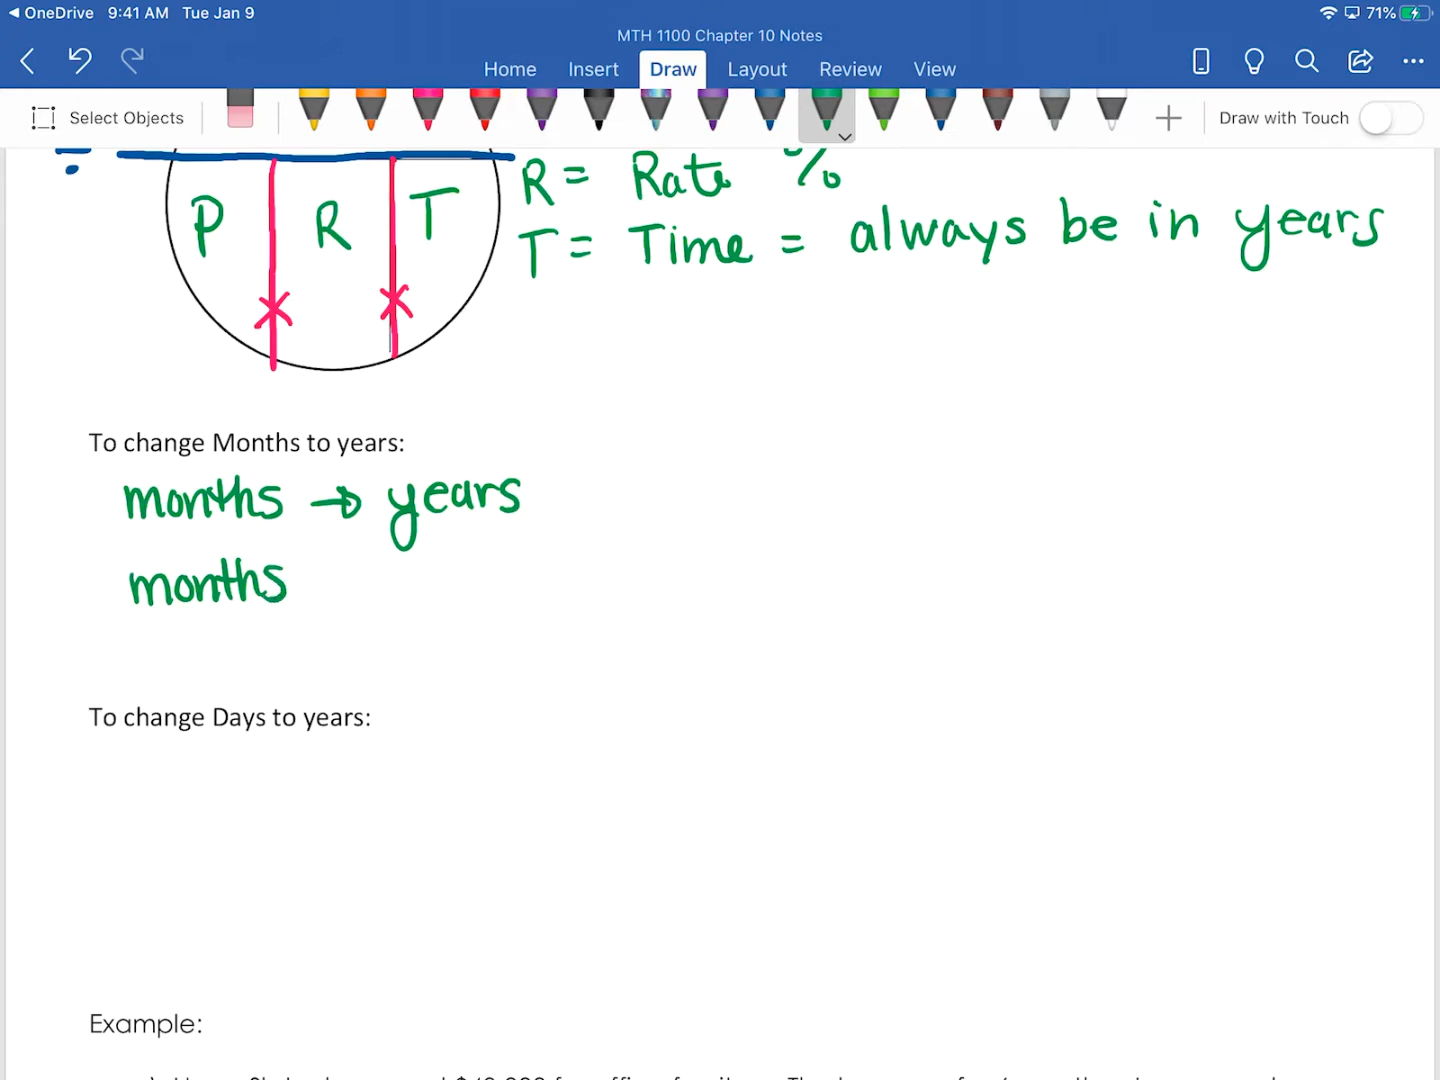 OneDrive 9:41 AM Tue Jan 9 71%
MTH 1100 Chapter 10 Notes
Home Insert Draw Layout Review View
Select Objects Draw with Touch
R = Rate %
P R T
T = Time = always be in years
To change Months to years:
months → years
months
To change Days to years:
Example: